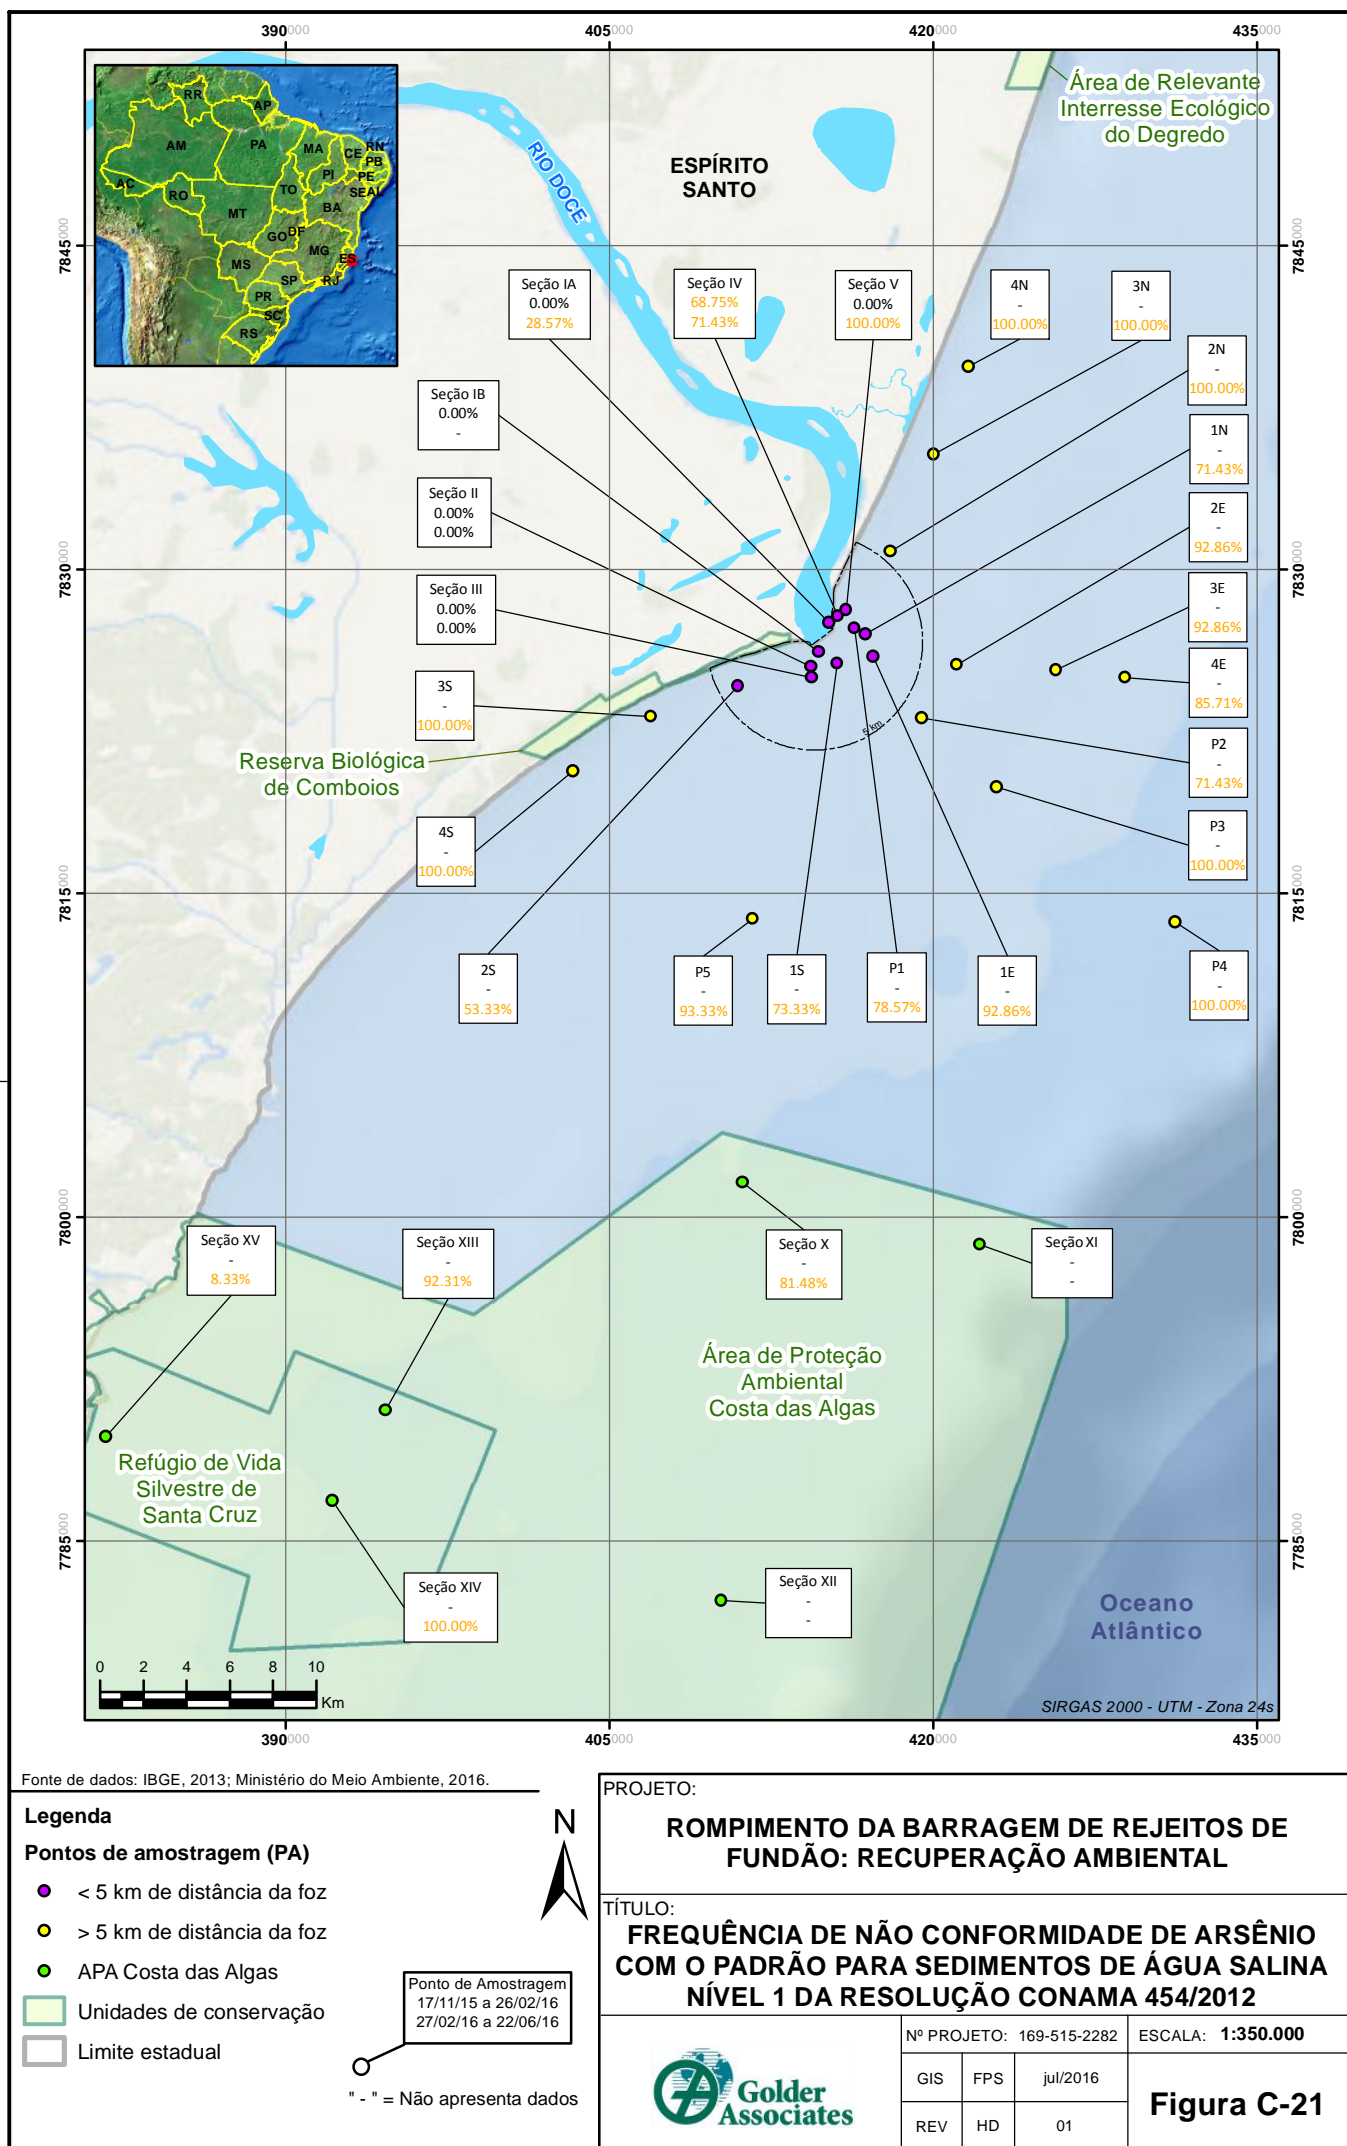 390000 405000 420000 435000
7845000
7830000
7815000
7800000
7785000
7845000
7830000
7815000
7800000
7785000
RR
AP
AM
PA
MA
CE
RN
PB
PI
PE
AC
RO
TO
SE
AL
MT
BA
GO
DF
MG
MS
ES
SP
RJ
PR
SC
RS
RIO DOCE
ESPÍRITO
SANTO
Área de Relevante
Interresse Ecológico
do Degredo
Seção IA
0.00%
28.57%
Seção IV
68.75%
71.43%
Seção V
0.00%
100.00%
4N
-
100.00%
3N
-
100.00%
2N
-
100.00%
Seção IB
0.00%
-
1N
-
71.43%
Seção II
0.00%
0.00%
2E
-
92.86%
Seção III
0.00%
0.00%
3E
-
92.86%
3S
-
100.00%
4E
-
85.71%
5 km
Reserva Biológica
de Comboios
P2
-
71.43%
4S
-
100.00%
P3
-
100.00%
2S
-
53.33%
P5
-
93.33%
1S
-
73.33%
P1
-
78.57%
1E
-
92.86%
P4
-
100.00%
Seção XV
-
8.33%
Seção XIII
-
92.31%
Seção X
-
81.48%
Seção XI
-
-
Área de Proteção
Ambiental
Costa das Algas
Refúgio de Vida
Silvestre de
Santa Cruz
Seção XIV
-
100.00%
Seção XII
-
-
Oceano
Atlântico
0 2 4 6 8 10
Km
SIRGAS 2000 - UTM - Zona 24s
390000 405000 420000 435000
Fonte de dados: IBGE, 2013; Ministério do Meio Ambiente, 2016.
Legenda
Pontos de amostragem (PA)
< 5 km de distância da foz
> 5 km de distância da foz
APA Costa das Algas
Unidades de conservação
Limite estadual
N
Ponto de Amostragem
17/11/15 a 26/02/16
27/02/16 a 22/06/16
" - " = Não apresenta dados
PROJETO:
ROMPIMENTO DA BARRAGEM DE REJEITOS DE
FUNDÃO: RECUPERAÇÃO AMBIENTAL
TÍTULO:
FREQUÊNCIA DE NÃO CONFORMIDADE DE ARSÊNIO
COM O PADRÃO PARA SEDIMENTOS DE ÁGUA SALINA
NÍVEL 1 DA RESOLUÇÃO CONAMA 454/2012
Golder
Associates
Nº PROJETO: 169-515-2282
ESCALA: 1:350.000
GIS FPS jul/2016
REV HD 01
Figura C-21